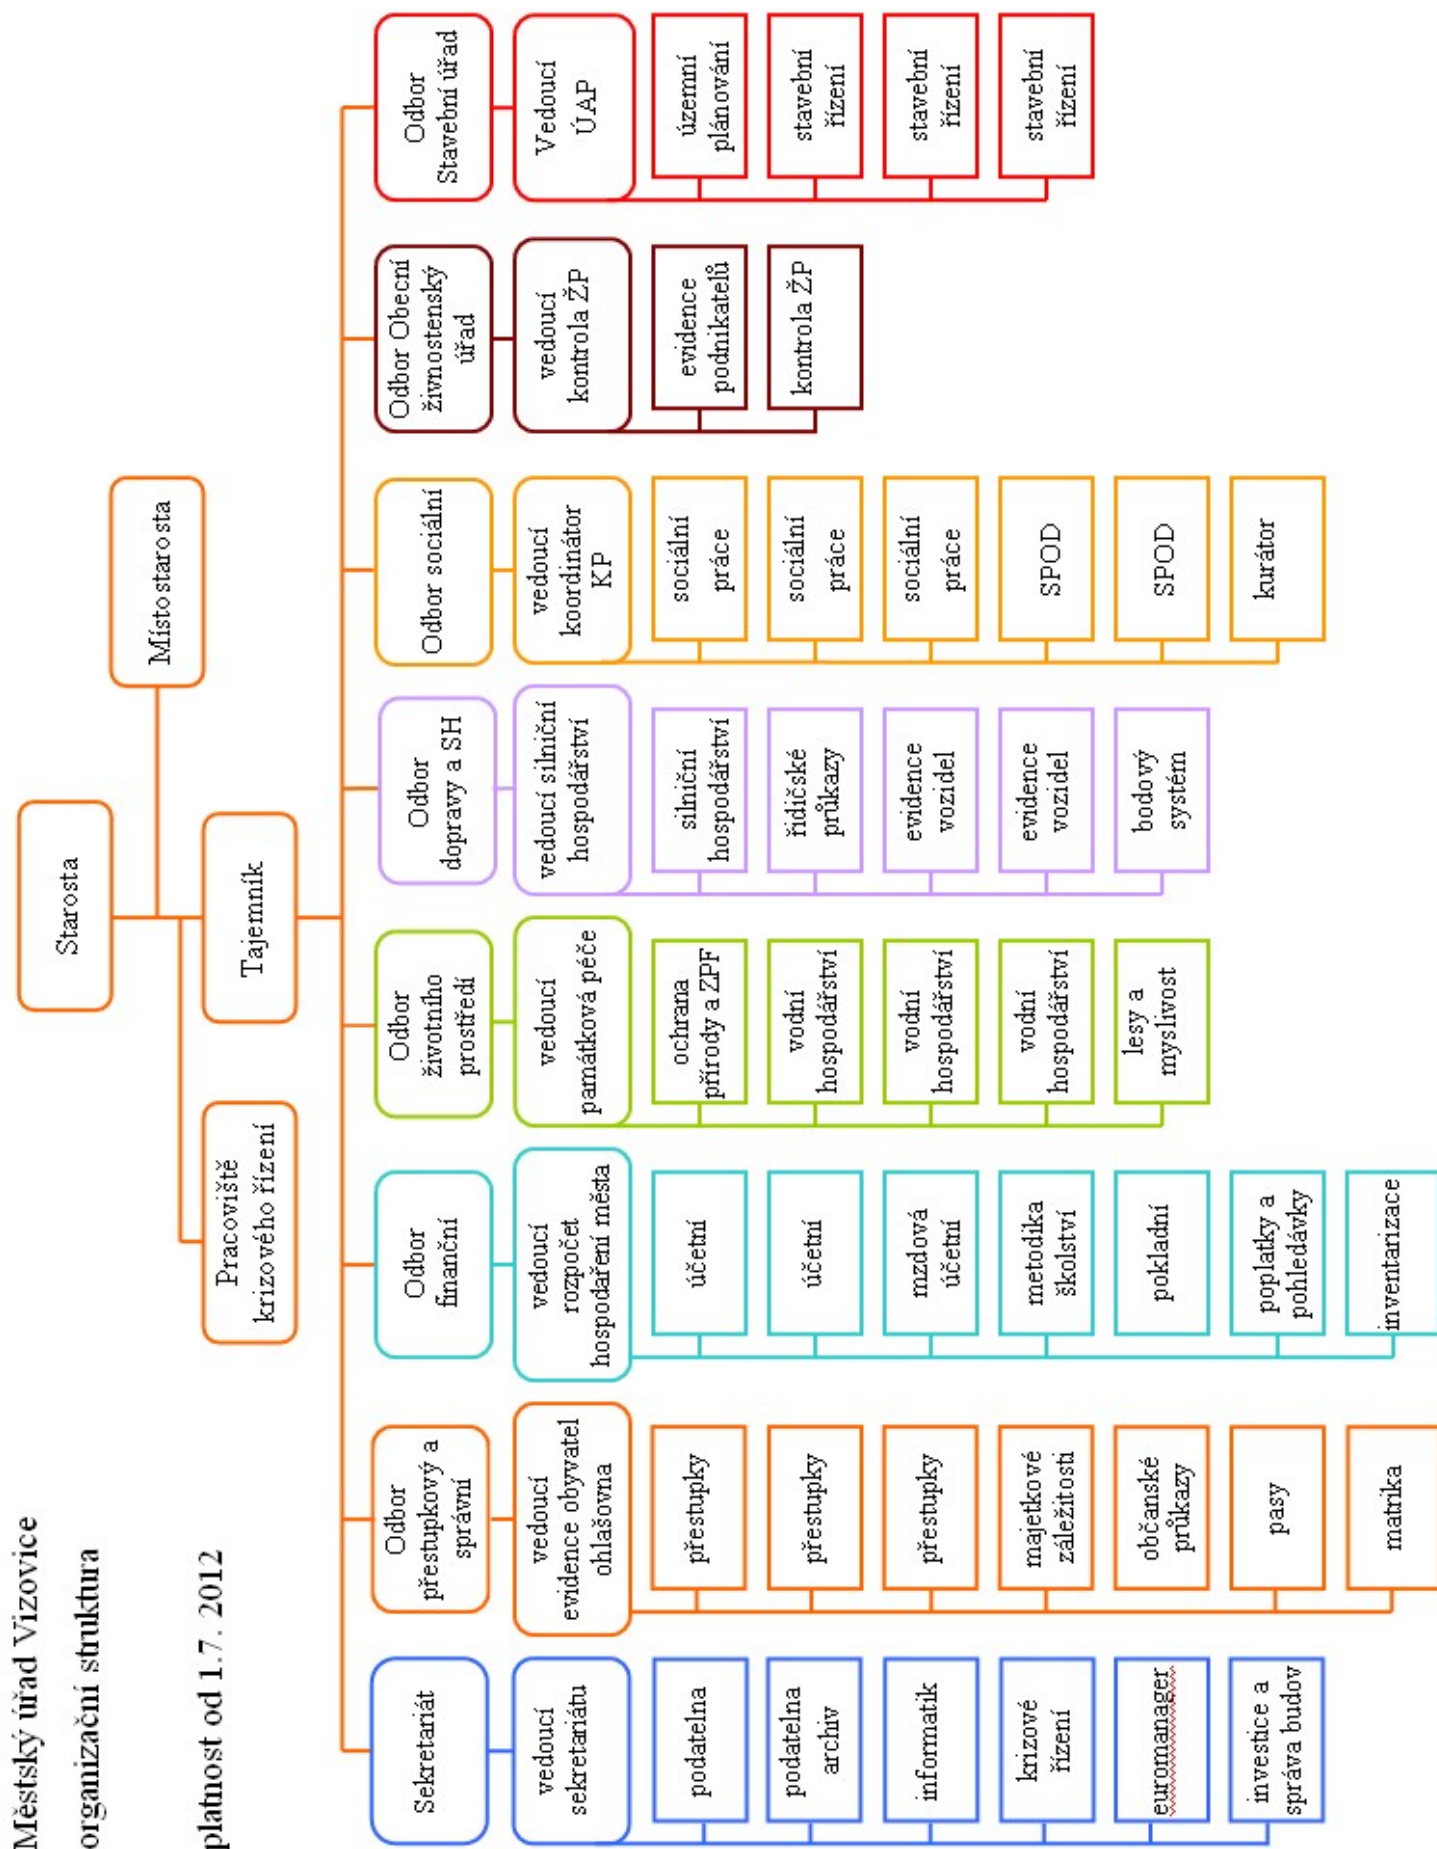 Městský úřad Vizovice
organizační struktura
platnost od 1.7. 2012
Starosta
Místostarosta
Pracoviště
krizového řízení
Tajemník
Sekretariát
vedoucí
sekretariátu
podatelna
podatelna
archiv
informatik
krizové
řízení
euromanager
investice a
správa budov
Odbor
přestupkový a
správní
vedoucí
evidence obyvatel
ohlašovna
přestupky
přestupky
přestupky
majetkové
záležitosti
občanské
průkazy
pasy
matrika
Odbor
finanční
vedoucí
rozpočet
hospodaření města
účetní
účetní
mzdová
účetní
metodika
školství
pokladní
poplatky a
pohledávky
inventarizace
Odbor
životního
prostředí
vedoucí
památková péče
ochrana
přírody a ZPF
vodní
hospodářství
vodní
hospodářství
vodní
hospodářství
lesy a
myslivost
Odbor
dopravy a SH
vedoucí silniční
hospodářství
silniční
hospodářství
řidičské
průkazy
evidence
vozidel
evidence
vozidel
bodový
systém
Odbor sociální
vedoucí
koordinátor
KP
sociální
práce
sociální
práce
sociální
práce
SPOD
SPOD
kurátor
Odbor Obecní
živnostenský
úřad
vedoucí
kontrola ŽP
evidence
podnikatelů
kontrola ŽP
Odbor
Stavební úřad
Vedoucí
ÚAP
územní
plánování
stavební
řízení
stavební
řízení
stavební
řízení